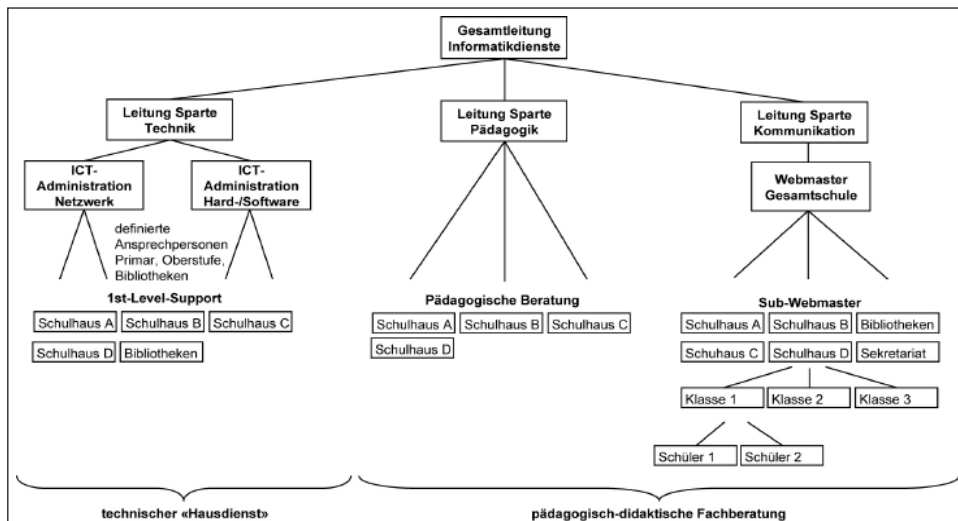 Gesamtleitung
Informatikdienste
Leitung Sparte
Technik
Leitung Sparte
Pädagogik
Leitung Sparte
Kommunikation
ICT-
Administration
Netzwerk
ICT-
Administration
Hard-/Software
Webmaster
Gesamtschule
definierte
Ansprechpersonen
Primar, Oberstufe,
Bibliotheken
1st-Level-Support
Schulhaus A
Schulhaus B
Schulhaus C
Schulhaus D
Bibliotheken
Pädagogische Beratung
Schulhaus A
Schulhaus B
Schulhaus C
Schulhaus D
Sub-Webmaster
Schulhaus A
Schulhaus B
Bibliotheken
Schuhaus C
Schulhaus D
Sekretariat
Klasse 1
Klasse 2
Klasse 3
Schüler 1
Schüler 2
technischer «Hausdienst»
pädagogisch-didaktische Fachberatung